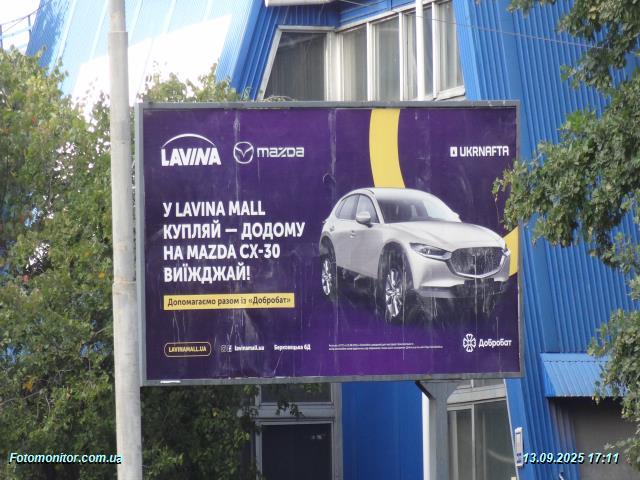 LAVINA
mazda
UKRNAFTA
У LAVINA MALL
КУПЛЯЙ — ДОДОМУ
НА MAZDA CX-30
ВИЇЖДЖАЙ!
Допомагаємо разом із «Добробат»
LAVINAMALL.UA
lavinamall.ua
Берковецька 6Д
Добробат
Fotomonitor.com.ua
13.09.2025 17:11